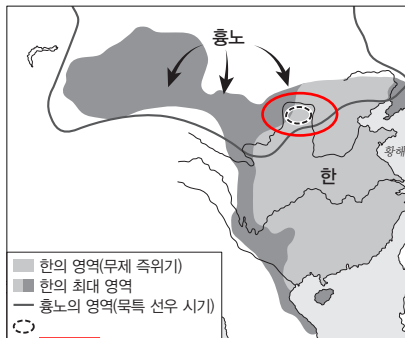 흉노
황해
한
한의 영역(무제 즉위기)
한의 최대 영역
흉노의 영역(묵특 선우 시기)